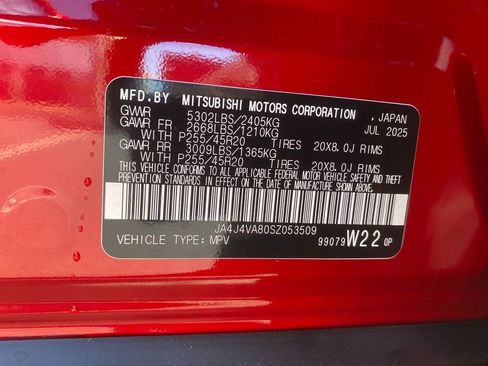 MFD.BY MITSUBISHI MOTORS CORPORATION , JAPAN
GVWR 5302LBS/2405KG JUL 2025
GAWR FR 2668LBS/1210KG
WITH P255/45R20 TIRES 20X8.0J RIMS
GAWR RR 3009LBS/1365KG
WITH P255/45R20 TIRES 20X8.0J RIMS
THIS VEHICLE CONFORMS TO ALL APPLICABLE FEDERAL MOTOR VEHICLE SAFETY AND THEFT
PREVENTION STANDARDS IN EFFECT ON THE DATE OF MANUFACTURE SHOWN ABOVE.
JA4J4VA80SZ053509
VEHICLE TYPE: MPV 99079 W22 0P